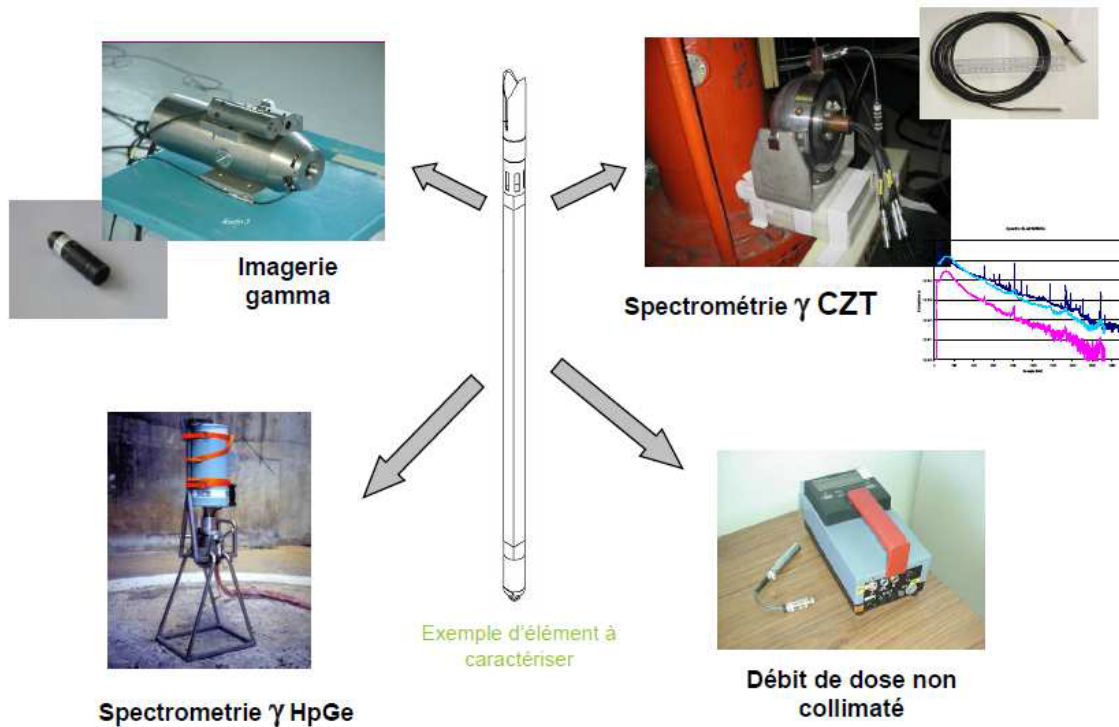 Imagerie
gamma
Spectrométrie γ CZT
Exemple d'élément à
caractériser
Spectrometrie γ HpGe
Débit de dose non
collimaté